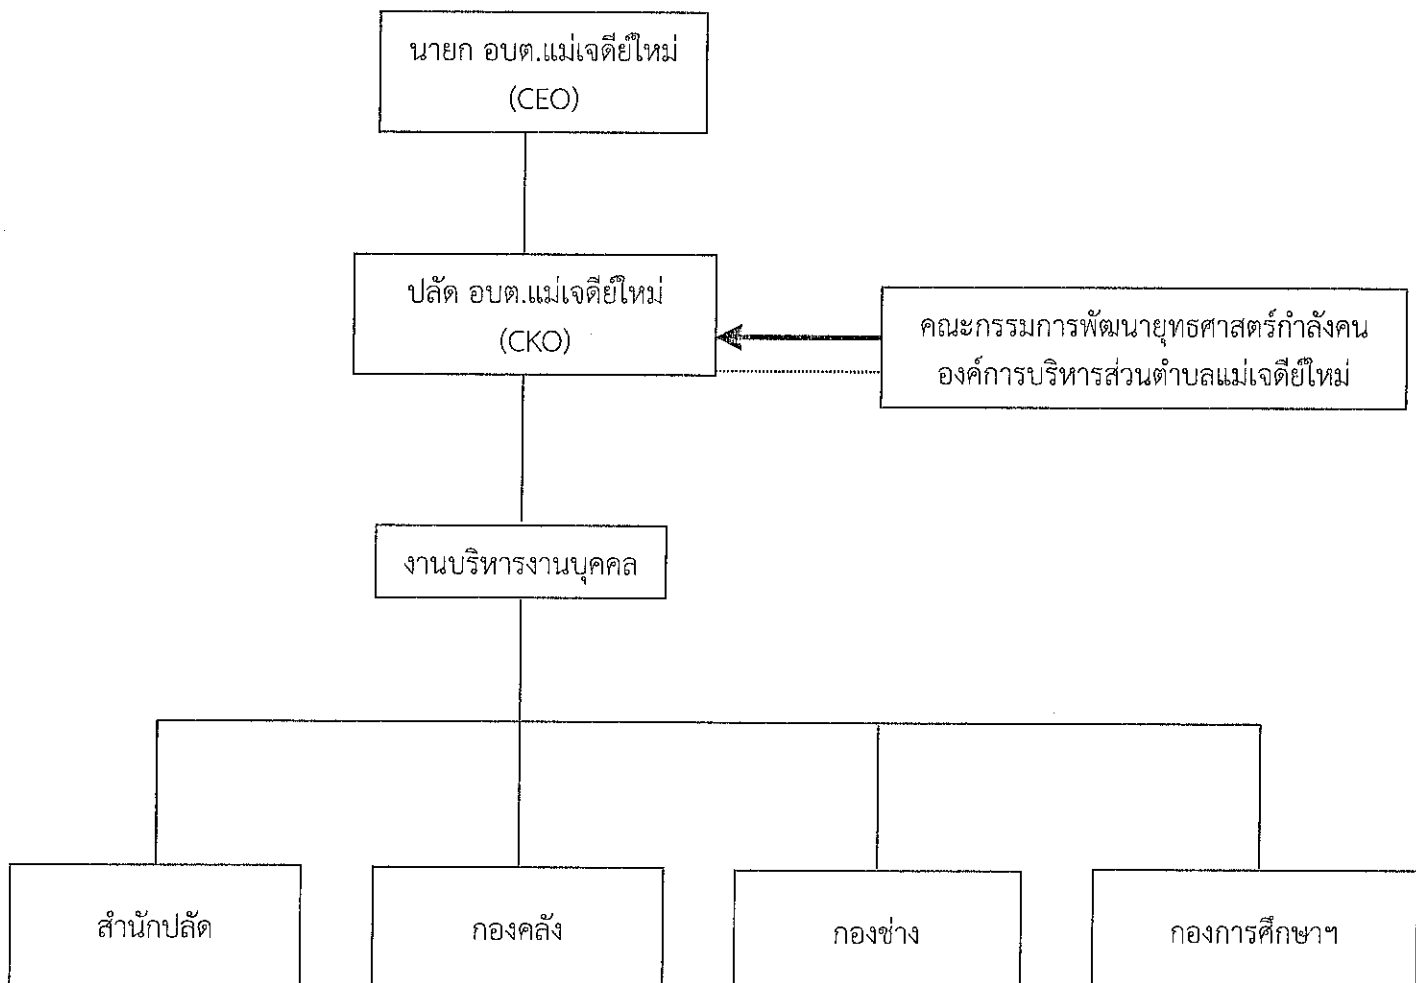 นายก อบต.แม่เจดีย์ใหม่
(CEO)
ปลัด อบต.แม่เจดีย์ใหม่
(CKO)
คณะกรรมการพัฒนายุทธศาสตร์กำลังคน
องค์การบริหารส่วนตำบลแม่เจดีย์ใหม่
งานบริหารงานบุคคล
สำนักปลัด
กองคลัง
กองช่าง
กองการศึกษาฯ